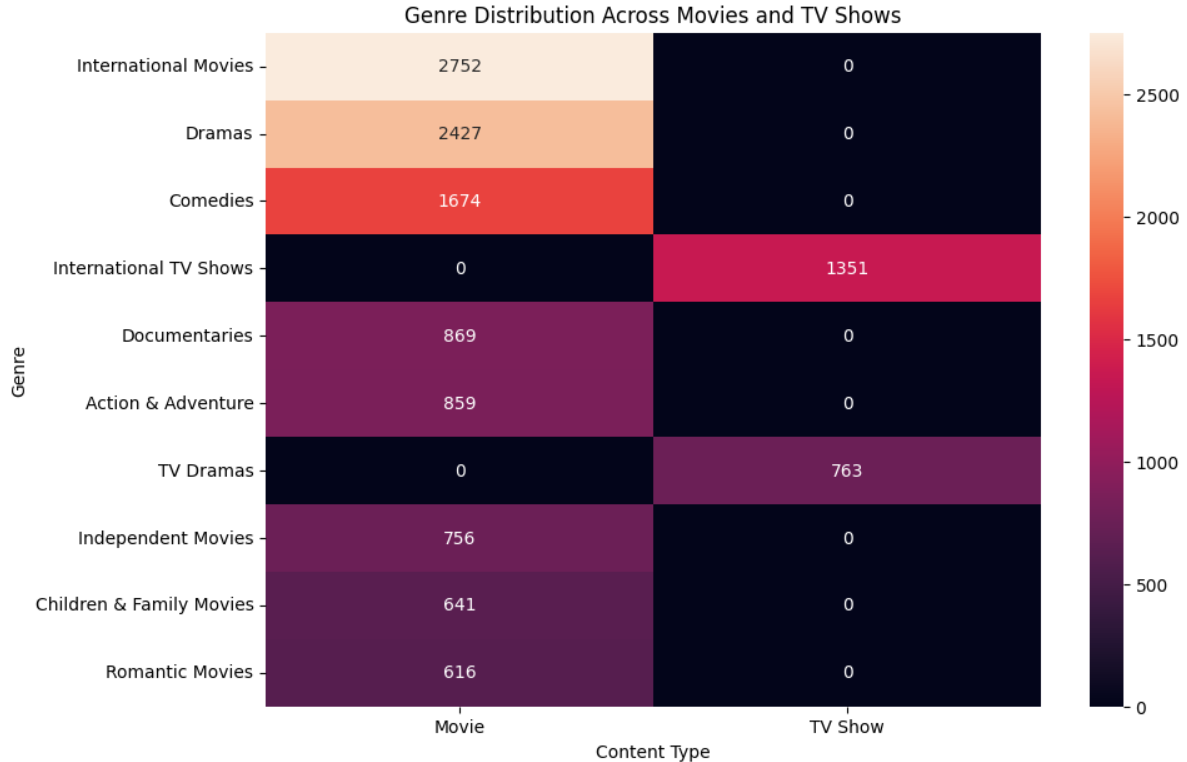 Genre Distribution Across Movies and TV Shows
International Movies 2752 0
Dramas 2427 0
Comedies 1674 0
International TV Shows 0 1351
Documentaries 869 0
Action & Adventure 859 0
TV Dramas 0 763
Independent Movies 756 0
Children & Family Movies 641 0
Romantic Movies 616 0
Genre
Movie TV Show
Content Type
2500
2000
1500
1000
500
0